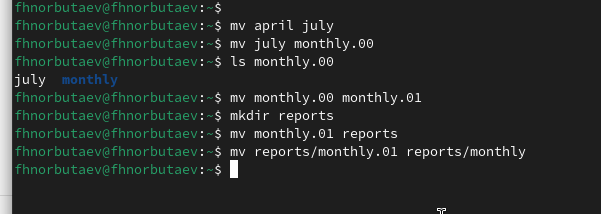 fhnorbutaev@fhnorbutaev:~$
fhnorbutaev@fhnorbutaev:~$ mv april july
fhnorbutaev@fhnorbutaev:~$ mv july monthly.00
fhnorbutaev@fhnorbutaev:~$ ls monthly.00
july  monthly
fhnorbutaev@fhnorbutaev:~$ mv monthly.00 monthly.01
fhnorbutaev@fhnorbutaev:~$ mkdir reports
fhnorbutaev@fhnorbutaev:~$ mv monthly.01 reports
fhnorbutaev@fhnorbutaev:~$ mv reports/monthly.01 reports/monthly
fhnorbutaev@fhnorbutaev:~$